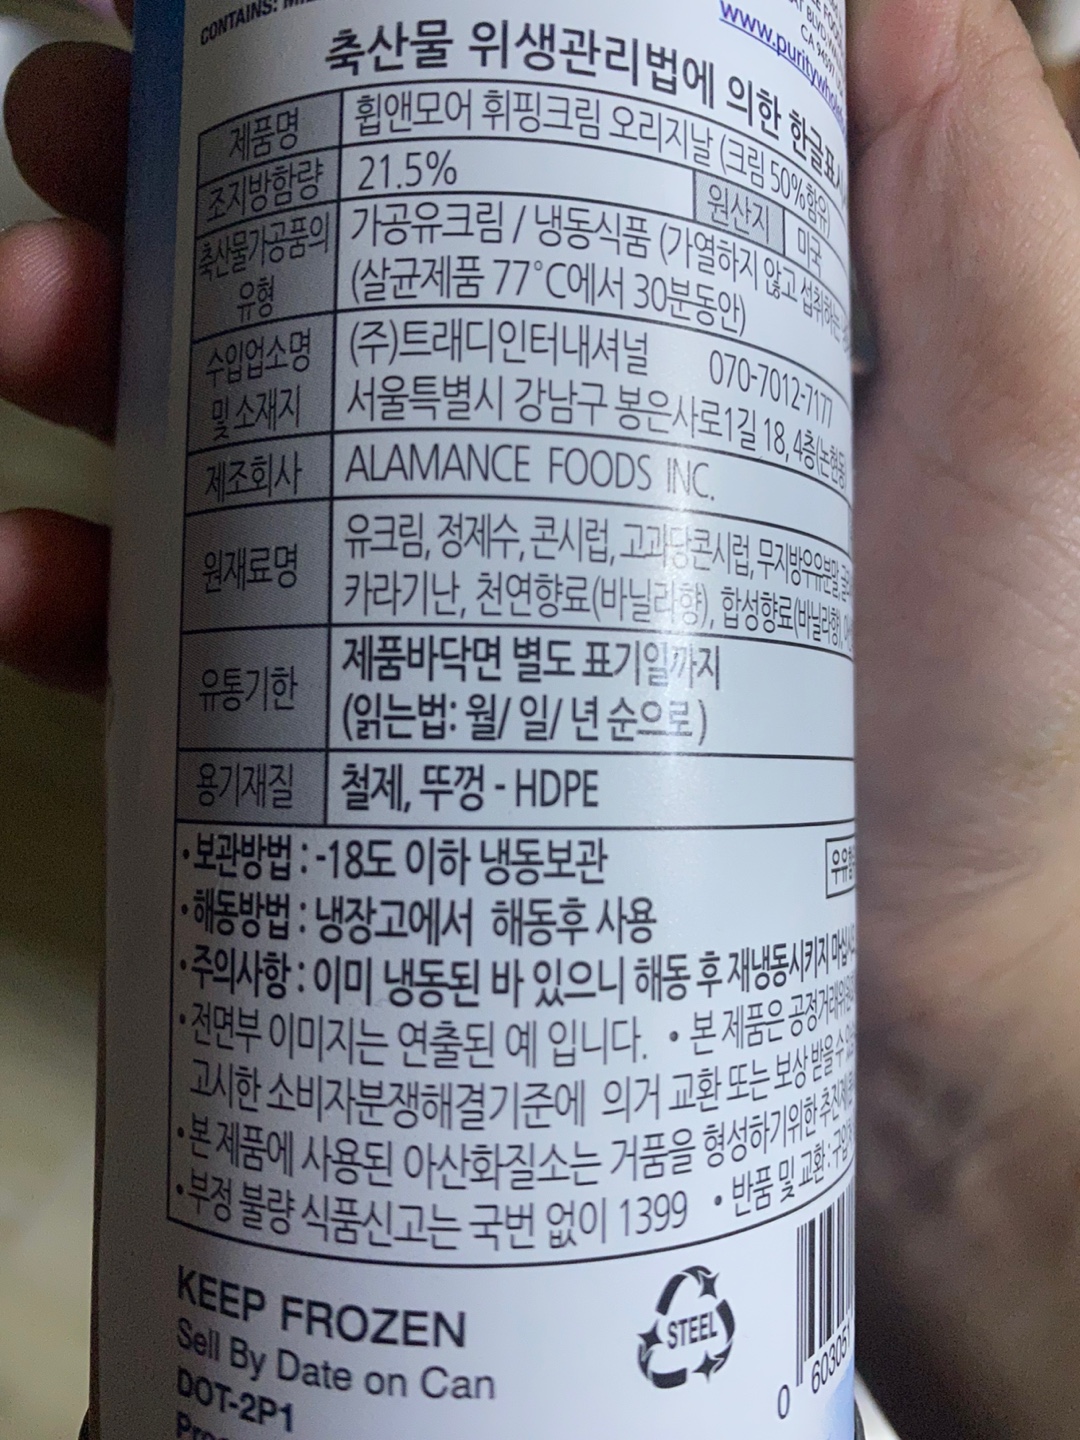 CONTAINS:
CA 94597
www.puritywhole
축산물 위생관리법에 의한 한글표시
제품명 휩앤모어 휘핑크림 오리지날 (크림 50%함유)
조지방함량 21.5% 원산지 미국
축산물가공품의 가공유크림 / 냉동식품 (가열하지 않고 섭취하는
유형 (살균제품 77°C에서 30분동안)
수입업소명 (주)트래디인터내셔널 070-7012-7177
및 소재지 서울특별시 강남구 봉은사로1길 18, 4층(논현동
제조회사 ALAMANCE FOODS INC.
원재료명 유크림, 정제수, 콘시럽, 고과당콘시럽, 무지방우유분말,
카라기난, 천연향료(바닐라향), 합성향료(바닐라향),
유통기한 제품바닥면 별도 표기일까지
(읽는법: 월/ 일/ 년 순으로)
용기재질 철제, 뚜껑 - HDPE
•보관방법 : -18도 이하 냉동보관
•해동방법 : 냉장고에서 해동후 사용
•주의사항 : 이미 냉동된 바 있으니 해동 후 재냉동시키지 마십시오
•전면부 이미지는 연출된 예 입니다. •본 제품은 공정거래위원회
고시한 소비자분쟁해결기준에 의거 교환 또는 보상 받을 수
•본 제품에 사용된 아산화질소는 거품을 형성하기위한 추진제
•부정 불량 식품신고는 국번 없이 1399 •반품 및 교환 :
KEEP FROZEN
Sell By Date on Can
DOT-2P1
STEEL
0 603051